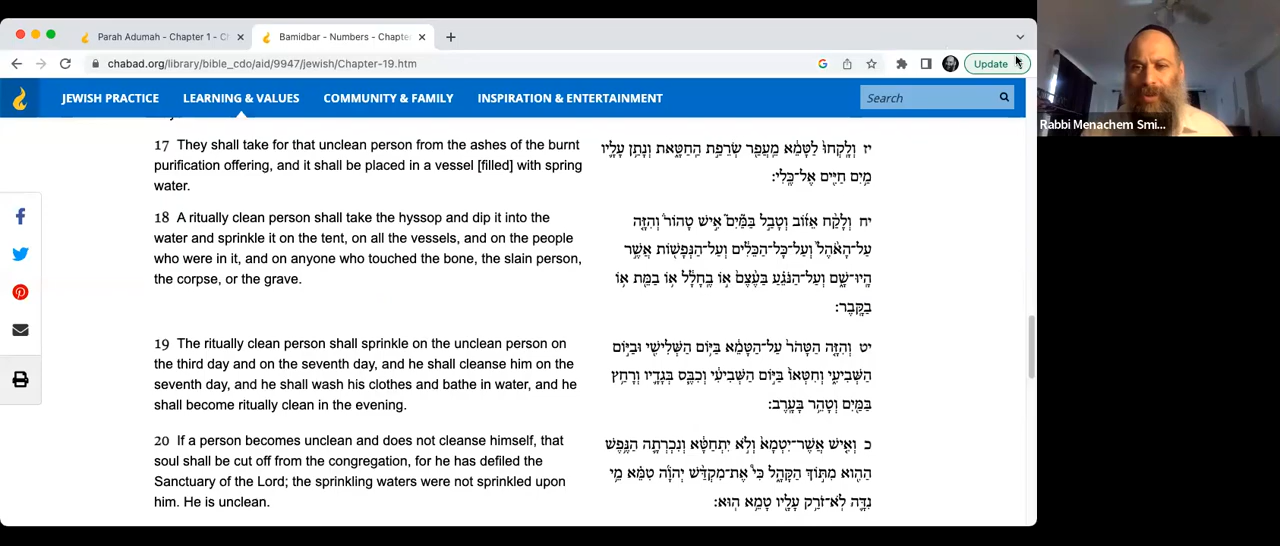 Parah Adumah - Chapter 1 - Ch
Bamidbar - Numbers - Chapte
chabad.org/library/bible_cdo/aid/9947/jewish/Chapter-19.htm
Update
JEWISH PRACTICE
LEARNING & VALUES
COMMUNITY & FAMILY
INSPIRATION & ENTERTAINMENT
Search
Rabbi Menachem Smi...
17 They shall take for that unclean person from the ashes of the burnt
purification offering, and it shall be placed in a vessel [filled] with spring
water.
יז וְלָֽקְחוּ֙ לַטָּמֵ֔א מֵֽעֲפַ֖ר שְׂרֵפַ֣ת הַֽחַטָּ֑את וְנָתַ֥ן עָלָ֛יו
מַ֥יִם חַיִּ֖ים אֶל־כֶּֽלִי:
18 A ritually clean person shall take the hyssop and dip it into the
water and sprinkle it on the tent, on all the vessels, and on the people
who were in it, and on anyone who touched the bone, the slain person,
the corpse, or the grave.
יח וְלָקַ֨ח אֵז֜וֹב וְטָבַ֣ל בַּמַּ֘יִם֘ אִ֣ישׁ טָהוֹר֒ וְהִזָּ֤ה
עַל־הָאֹ֨הֶל֙ וְעַל־כָּל־הַכֵּלִ֔ים וְעַל־הַנְּפָשׁ֖וֹת אֲשֶׁ֣ר
הָֽיוּ־שָׁ֑ם וְעַל־הַנֹּגֵ֗עַ בַּעֶ֨צֶם֙ א֣וֹ בֶֽחָלָ֔ל א֥וֹ בַמֵּ֖ת א֥וֹ
בַקָּֽבֶר:
19 The ritually clean person shall sprinkle on the unclean person on
the third day and on the seventh day, and he shall cleanse him on the
seventh day, and he shall wash his clothes and bathe in water, and he
shall become ritually clean in the evening.
יט וְהִזָּ֤ה הַטָּהֹר֙ עַל־הַטָּמֵ֔א בַּיּ֥וֹם הַשְּׁלִישִׁ֖י וּבַיּ֣וֹם
הַשְּׁבִיעִ֑י וְחִטְּאוֹ֙ בַּיּ֣וֹם הַשְּׁבִיעִ֔י וְכִבֶּ֧ס בְּגָדָ֛יו וְרָחַ֥ץ
בַּמַּ֖יִם וְטָהֵ֥ר בָּעָֽרֶב:
20 If a person becomes unclean and does not cleanse himself, that
soul shall be cut off from the congregation, for he has defiled the
Sanctuary of the Lord; the sprinkling waters were not sprinkled upon
him. He is unclean.
כ וְאִ֤ישׁ אֲשֶׁר־יִטְמָא֙ וְלֹ֣א יִתְחַטָּ֔א וְנִכְרְתָ֛ה הַנֶּ֥פֶשׁ
הַהִ֖וא מִתּ֣וֹךְ הַקָּהָ֑ל כִּי֩ אֶת־מִקְדַּ֨שׁ יְהֹוָ֜ה טִמֵּ֗א מֵ֥י
נִדָּ֛ה לֹֽא־זֹרַ֥ק עָלָ֖יו טָמֵ֥א הֽוּא: